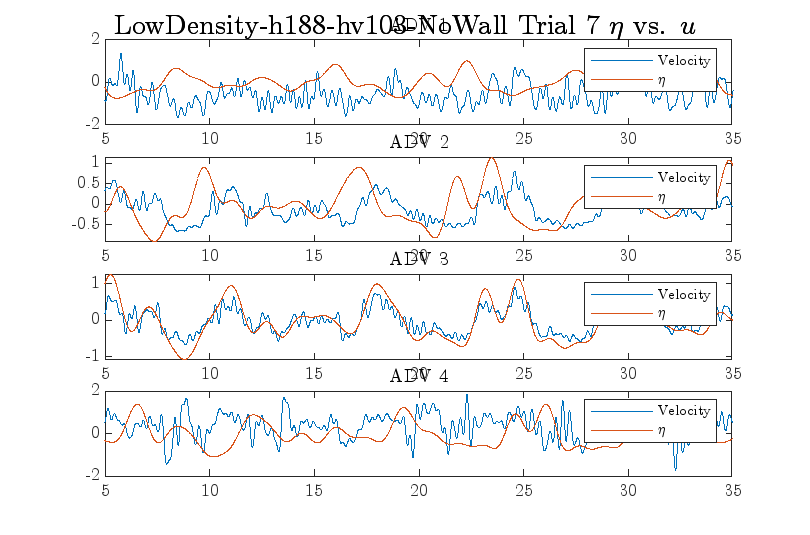 LowDensity-h188-hv103-NoWall Trial 7 η vs. u
ADV 1
2
0
-2
Velocity
η
5 10 15 20 25 30 35
ADV 2
1
0.5
0
-0.5
Velocity
η
5 10 15 20 25 30 35
ADV 3
1
0
-1
Velocity
η
5 10 15 20 25 30 35
ADV 4
2
0
-2
Velocity
η
5 10 15 20 25 30 35